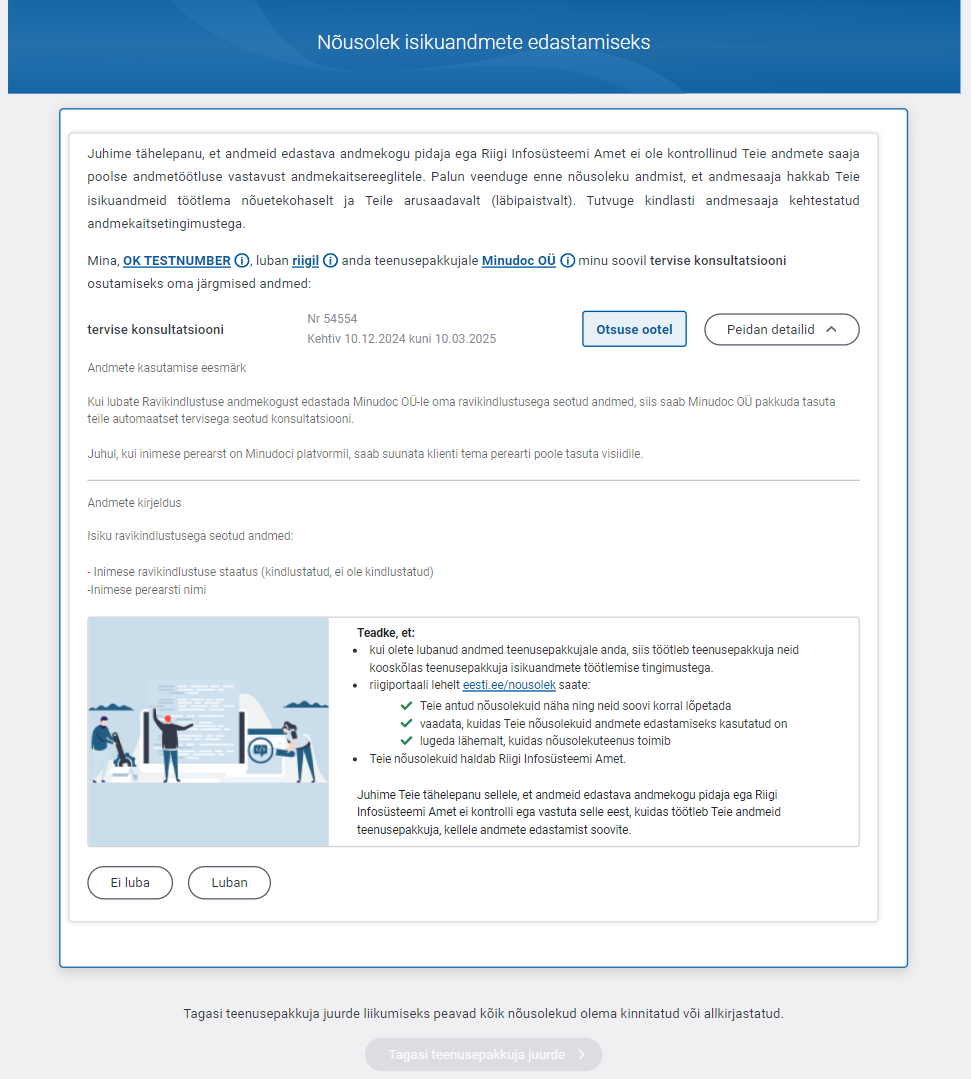 Nõusolek isikuandmete edastamiseks
Juhime tähelepanu, et andmeid edastava andmekogu pidaja ega Riigi Infosüsteemi Amet ei ole kontrollinud Teie andmete saaja
poolse andmetöötluse vastavust andmekaitsereeglitele. Palun veenduge enne nõusoleku andmist, et andmesaaja hakkab Teie
isikuandmeid töötlema nõuetekohaselt ja Teile arusaadavalt (läbipaistvalt). Tutvuge kindlasti andmesaaja kehtestatud
andmekaitsetingimustega.
Mina, OK TESTNUMBER, luban riigil anda teenusepakkujale Minudoc OÜ minu soovil tervise konsultatsiooni
osutamiseks oma järgmised andmed:
tervise konsultatsiooni
Nr 54554
Kehtiv 10.12.2024 kuni 10.03.2025
Otsuse ootel
Peidan detailid
Andmete kasutamise eesmärk
Kui lubate Ravikindlustuse andmekogust edastada Minudoc OÜ-le oma ravikindlustusega seotud andmed, siis saab Minudoc OÜ pakkuda tasuta
teile automaatset tervisega seotud konsultatsiooni.
Juhul, kui inimese perearst on Minudoci platvormil, saab suunata klienti tema perearti poole tasuta visiidile.
Andmete kirjeldus
Isiku ravikindlustusega seotud andmed:
- Inimese ravikindlustuse staatus (kindlustatud, ei ole kindlustatud)
-Inimese perearsti nimi
Teadke, et:
• kui olete lubanud andmed teenusepakkujale anda, siis töötleb teenusepakkuja neid
kooskõlas teenusepakkuja isikuandmete töötlemise tingimustega.
• riigiportaali lehelt eesti.ee/nousolek saate:
Teie antud nõusolekuid näha ning neid soovi korral lõpetada
vaadata, kuidas Teie nõusolekuid andmete edastamiseks kasutatud on
lugeda lähemalt, kuidas nõusolekuteenus toimib
• Teie nõusolekuid haldab Riigi Infosüsteemi Amet.
Juhime Teie tähelepanu sellele, et andmeid edastava andmekogu pidaja ega Riigi
Infosüsteemi Amet ei kontrolli ega vastuta selle eest, kuidas töötleb Teie andmeid
teenusepakkuja, kellele andmete edastamist soovite.
Ei luba
Luban
Tagasi teenusepakkuja juurde liikumiseks peavad kõik nõusolekud olema kinnitatud või allkirjastatud.
Tagasi teenusepakkuja juurde